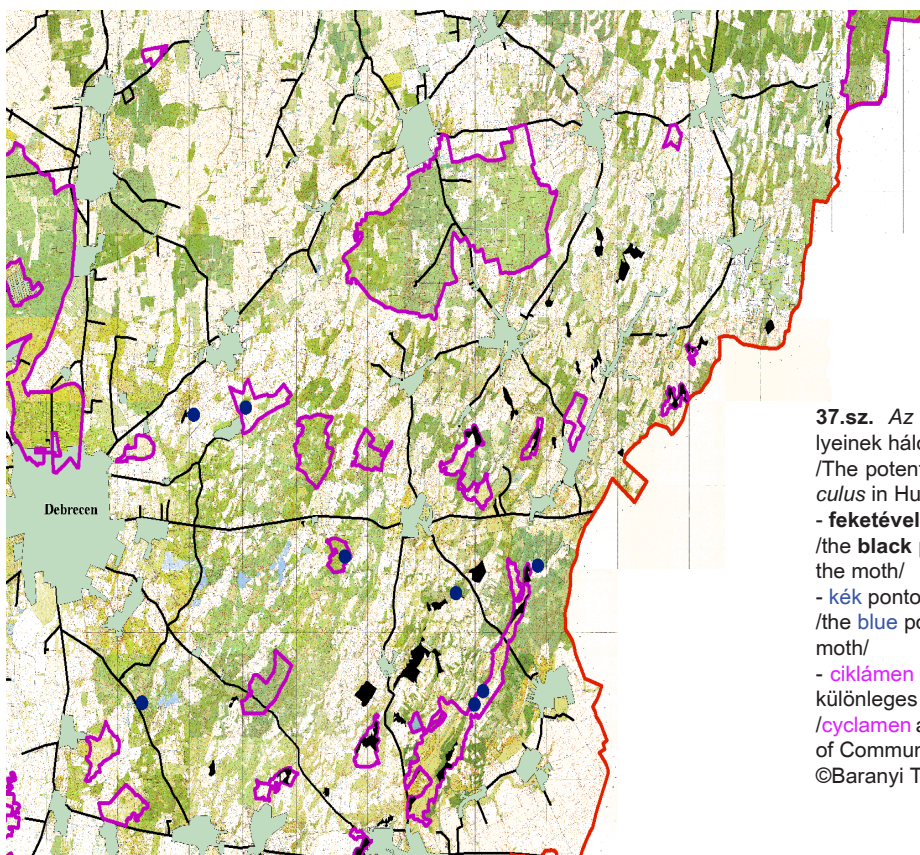 Debrecen
37.sz. Az
lyeinek háló
/The potent
culus in Hu
- feketével
/the black p
the moth/
- kék ponto
/the blue po
moth/
- ciklámen
különleges
/cyclamen a
of Commun
©Baranyi T